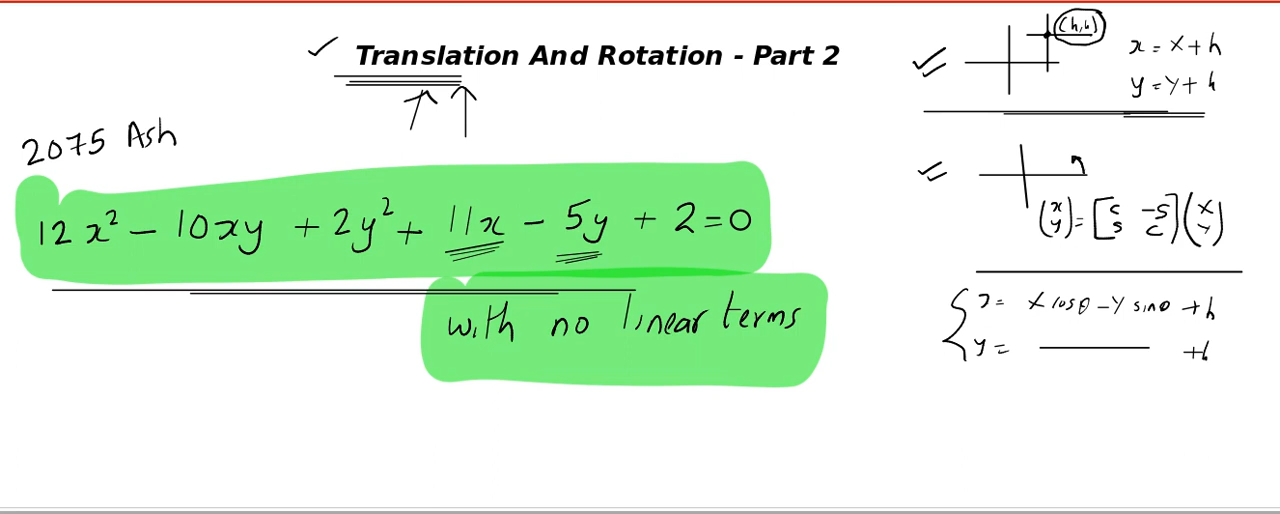 Translation And Rotation - Part 2
2075 Ash
12x² - 10xy + 2y² + 11x - 5y + 2 = 0
with no linear terms
(h,k)
x = X + h
y = Y + k
(x y) = [c -s s c] (X Y)
x = X cosθ - Y sinθ + h
y = + k